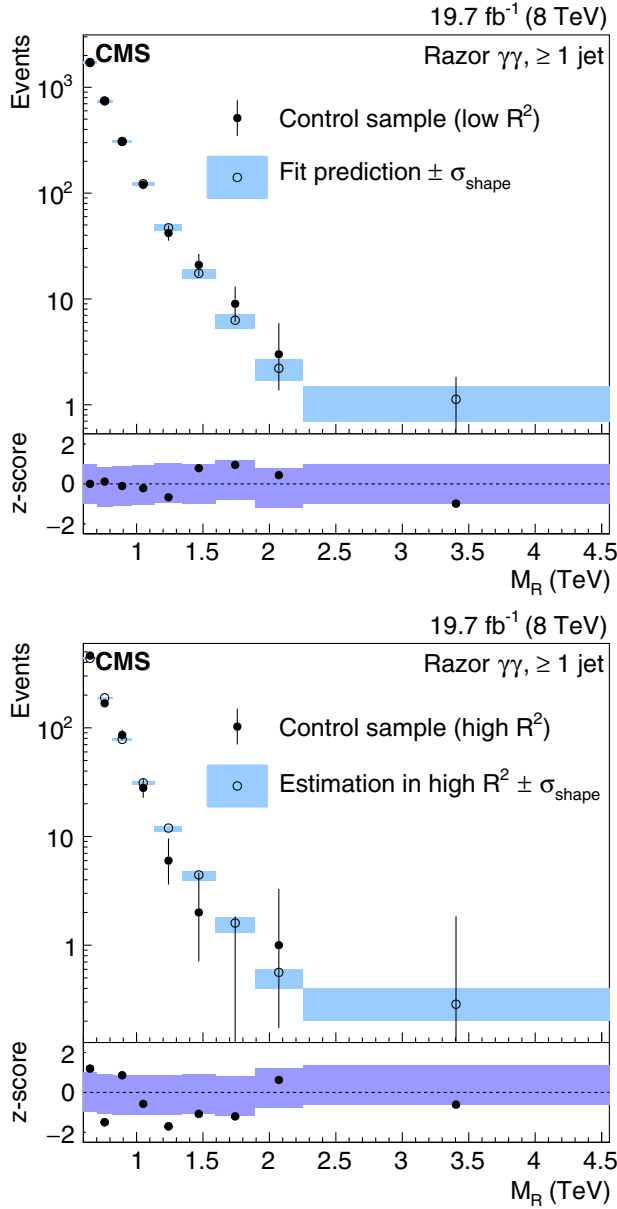 19.7 fb⁻¹ (8 TeV)
CMS
Razor γγ, ≥ 1 jet
Events
10³
10²
10
1
Control sample (low R²)
Fit prediction ± σshape
z-score
2
0
−2
1 1.5 2 2.5 3 3.5 4 4.5
M_R (TeV)
19.7 fb⁻¹ (8 TeV)
CMS
Razor γγ, ≥ 1 jet
Events
10²
10
1
Control sample (high R²)
Estimation in high R² ± σshape
z-score
2
0
−2
1 1.5 2 2.5 3 3.5 4 4.5
M_R (TeV)